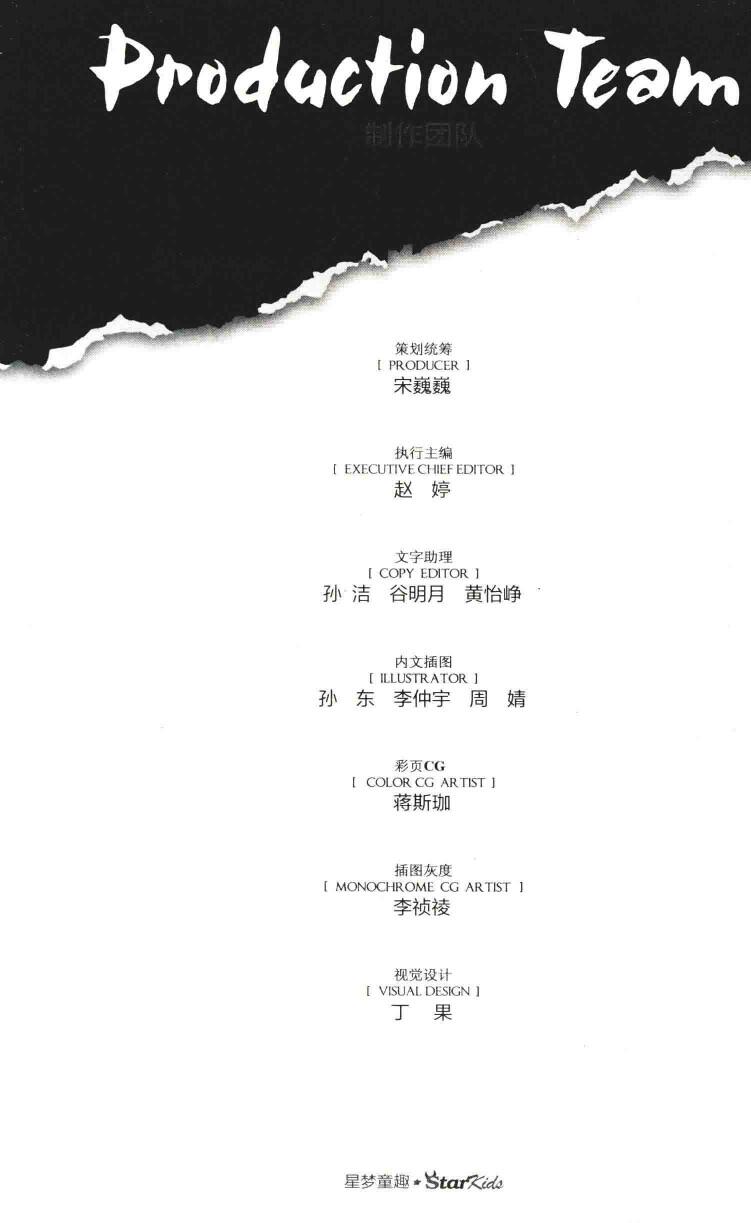 Production Team
制作团队
策划统筹
[ PRODUCER ]
宋巍巍
执行主编
[ EXECUTIVE CHIEF EDITOR ]
赵 婷
文字助理
[ COPY EDITOR ]
孙 洁 谷明月 黄怡峥
内文插图
[ ILLUSTRATOR ]
孙 东 李仲宇 周 婧
彩页CG
[ COLOR CG ARTIST ]
蒋斯珈
插图灰度
[ MONOCHROME CG ARTIST ]
李祯祾
视觉设计
[ VISUAL DESIGN ]
丁 果
星梦童趣★StarKids